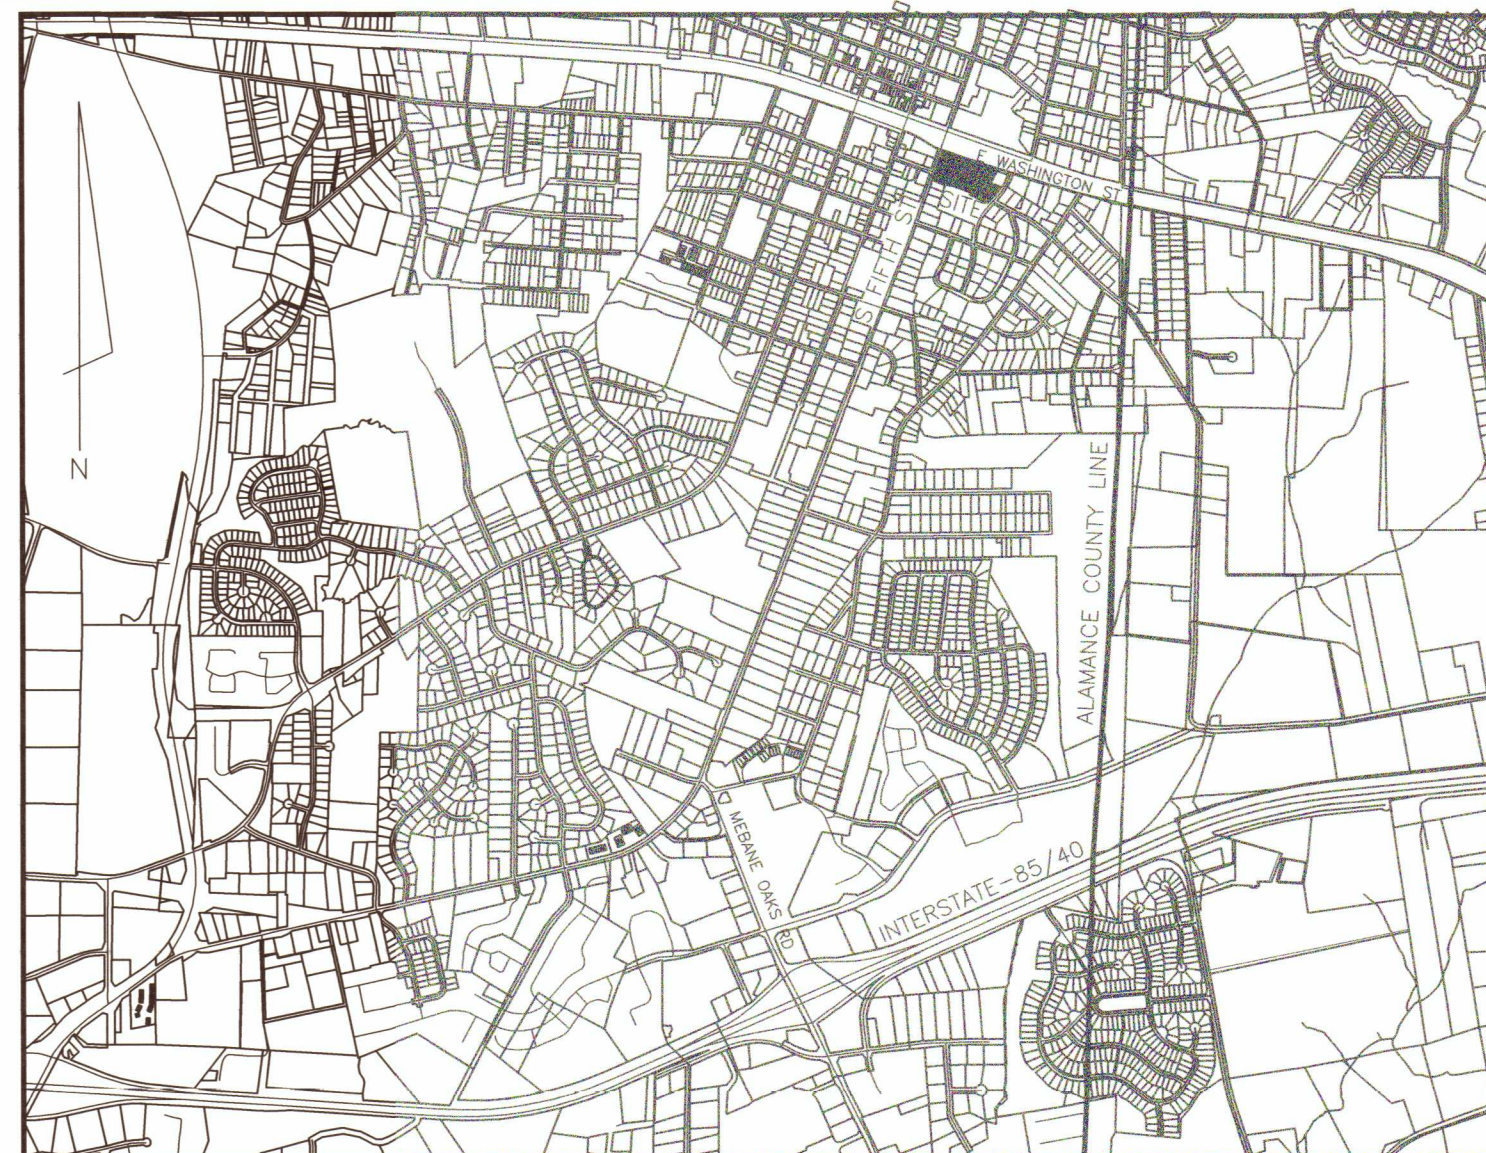 E WASHINGTON ST
SITE
S FIFTH ST
N
ALAMANCE COUNTY LINE
MEBANE OAKS RD
INTERSTATE-85/40